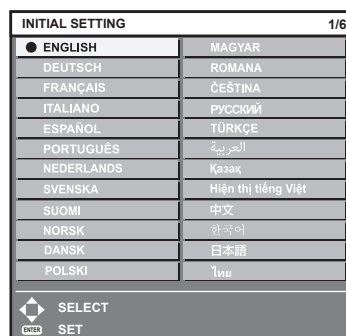 INITIAL SETTING 1/6
ENGLISH
DEUTSCH
FRANÇAIS
ITALIANO
ESPAÑOL
PORTUGUÊS
NEDERLANDS
SVENSKA
SUOMI
NORSK
DANSK
POLSKI
MAGYAR
ROMANA
ČEŠTINA
РУССКИЙ
TÜRKÇE
العربية
Қазақ
Hiện thị tiếng Việt
中文
한국어
日本語
ไทย
SELECT
ENTER SET